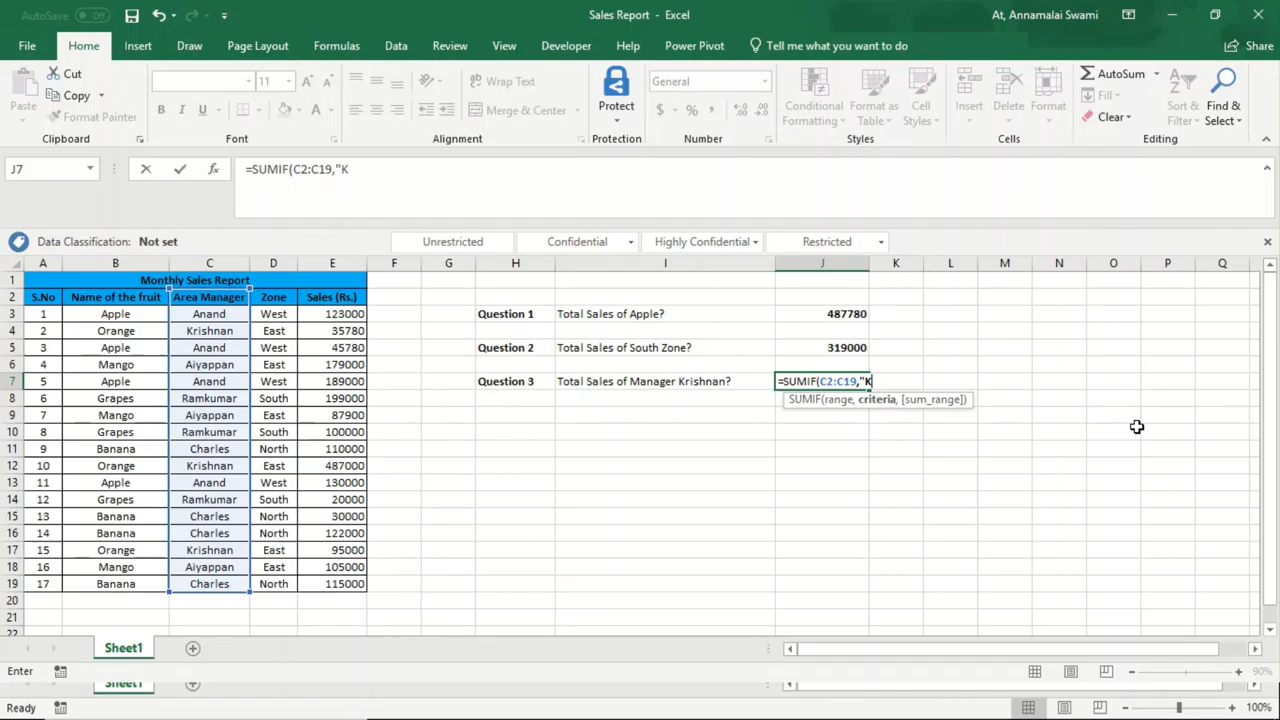 AutoSave Off
Sales Report - Excel
At, Annamalai Swami
File Home Insert Draw Page Layout Formulas Data Review View Developer Help Power Pivot Tell me what you want to do Share
Paste
Cut
Copy
Format Painter
Clipboard
11
B I U
Font
Wrap Text
Merge & Center
Alignment
Protect
Protection
General
$ % ,
Number
Conditional Formatting
Format as Table
Cell Styles
Styles
Insert
Delete
Format
Cells
AutoSum
Fill
Clear
Sort & Filter
Find & Select
Editing
J7 fx =SUMIF(C2:C19,"K
Data Classification: Not set Unrestricted Confidential Highly Confidential Restricted
A B C D E F G H I J K L M N O P Q
1 Monthly Sales Report
2 S.No Name of the fruit Area Manager Zone Sales (Rs.)
3 1 Apple Anand West 123000 Question 1 Total Sales of Apple? 487780
4 2 Orange Krishnan East 35780
5 3 Apple Anand West 45780 Question 2 Total Sales of South Zone? 319000
6 4 Mango Aiyappan East 179000
7 5 Apple Anand West 189000 Question 3 Total Sales of Manager Krishnan? =SUMIF(C2:C19,"K
8 6 Grapes Ramkumar South 199000 SUMIF(range, criteria, [sum_range])
9 7 Mango Aiyappan East 87900
10 8 Grapes Ramkumar South 100000
11 9 Banana Charles North 110000
12 10 Orange Krishnan East 487000
13 11 Apple Anand West 130000
14 12 Grapes Ramkumar South 20000
15 13 Banana Charles North 30000
16 14 Banana Charles North 122000
17 15 Orange Krishnan East 95000
18 16 Mango Aiyappan East 105000
19 17 Banana Charles North 115000
20
21
22
Sheet1
Enter 90%
Sheet1
Ready 100%